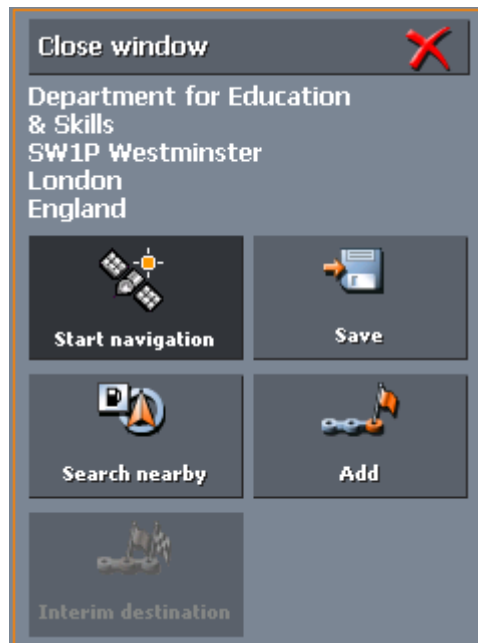 Close window
Department for Education
& Skills
SW1P Westminster
London
England
Start navigation
Save
Search nearby
Add
Interim destination